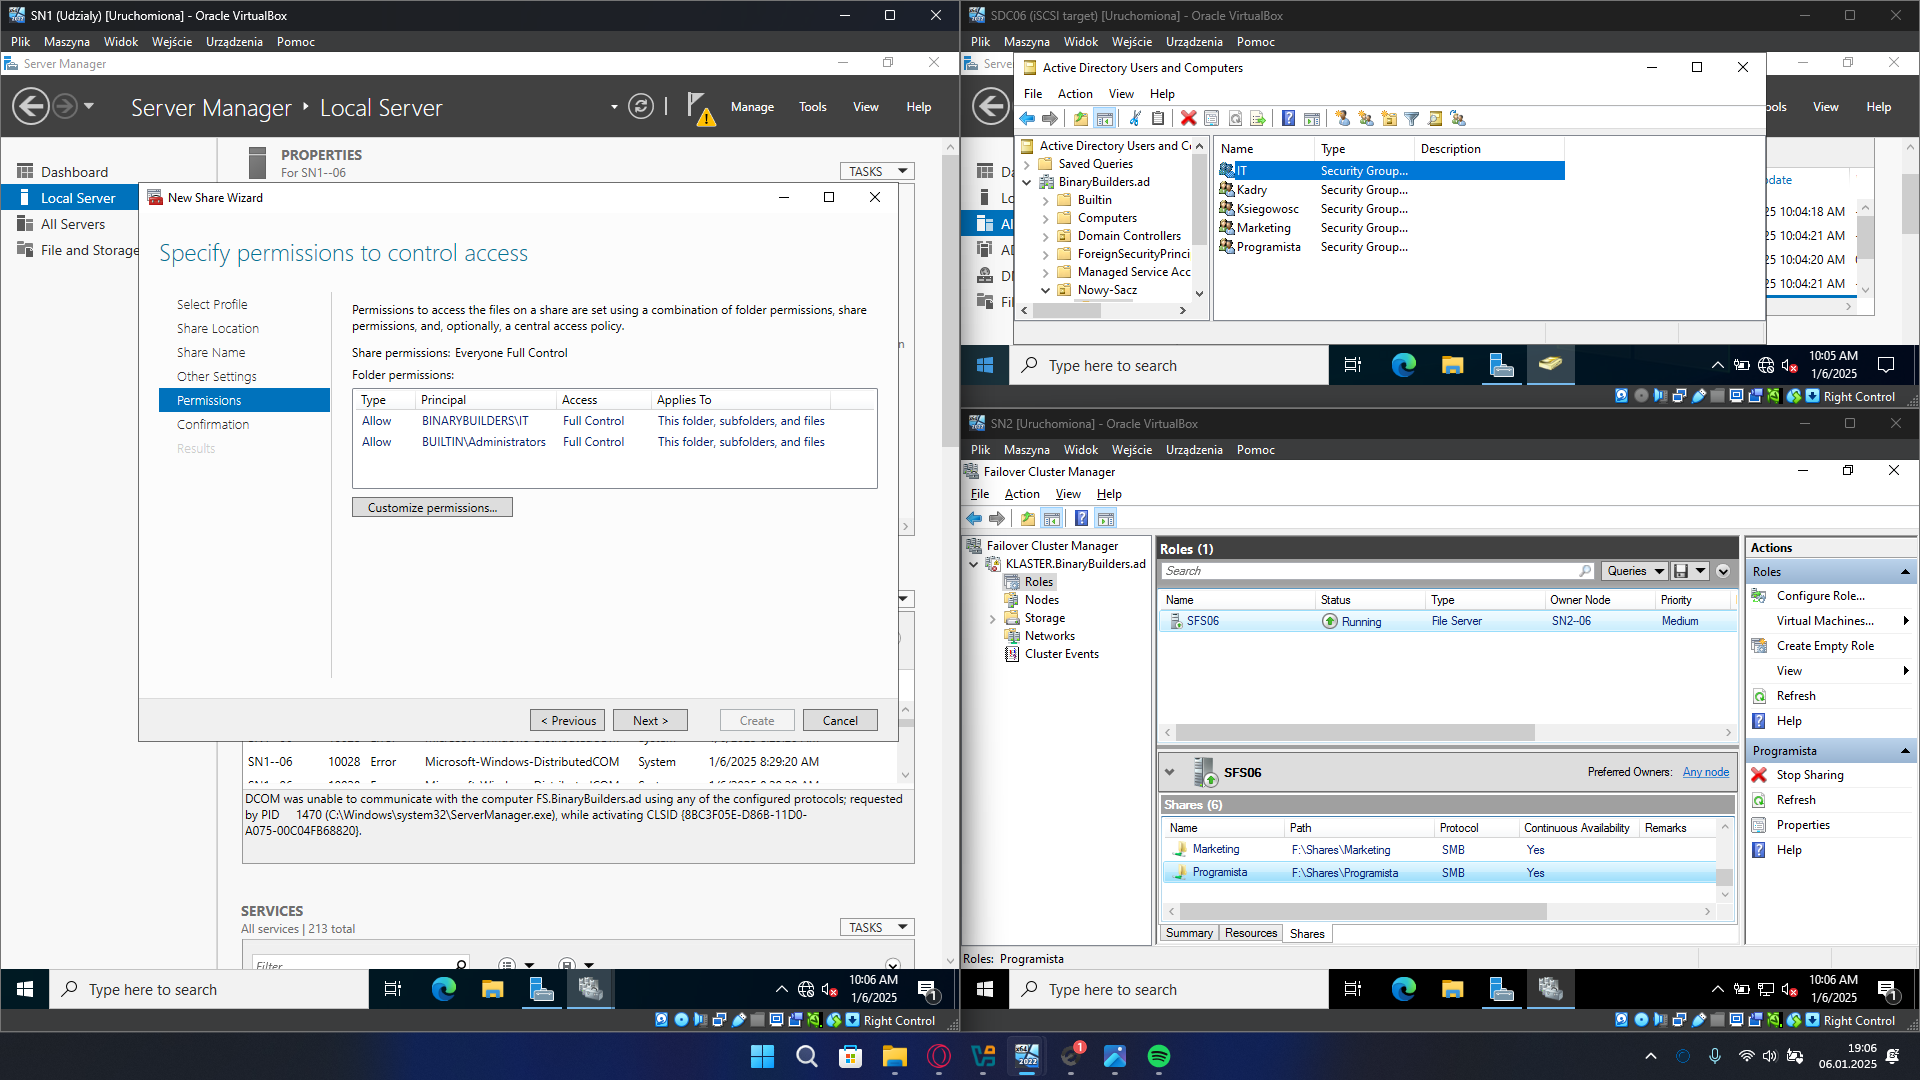 SN1 (Udziały) [Uruchomiona] - Oracle VirtualBox
Plik Maszyna Widok Wejście Urządzenia Pomoc
Server Manager
Server Manager ‣ Local Server
Manage Tools View Help
Dashboard
Local Server
All Servers
File and Storage
PROPERTIES
For SN1--06
TASKS
New Share Wizard
Specify permissions to control access
Select Profile
Share Location
Share Name
Other Settings
Permissions
Confirmation
Results
Permissions to access the files on a share are set using a combination of folder permissions, share
permissions, and, optionally, a central access policy.
Share permissions: Everyone Full Control
Folder permissions:
Type Principal Access Applies To
Allow BINARYBUILDERS\IT Full Control This folder, subfolders, and files
Allow BUILTIN\Administrators Full Control This folder, subfolders, and files
Customize permissions...
< Previous Next > Create Cancel
SN1--06 10028 Error Microsoft-Windows-DistributedCOM System 1/6/2025 8:29:20 AM
DCOM was unable to communicate with the computer FS.BinaryBuilders.ad using any of the configured protocols; requested
by PID 1470 (C:\Windows\system32\ServerManager.exe), while activating CLSID {8BC3F05E-D86B-11D0-
A075-00C04FB68820}.
SERVICES
All services | 213 total
TASKS
Filter
Type here to search
10:06 AM
1/6/2025
1
Right Control
SDC06 (iSCSI target) [Uruchomiona] - Oracle VirtualBox
Plik Maszyna Widok Wejście Urządzenia Pomoc
Serve
ools View Help
Active Directory Users and Computers
File Action View Help
Active Directory Users and C
Saved Queries
BinaryBuilders.ad
Builtin
Computers
Domain Controllers
ForeignSecurityPrinci
Managed Service Acc
Nowy-Sacz
Name Type Description
IT Security Group...
Kadry Security Group...
Ksiegowosc Security Group...
Marketing Security Group...
Programista Security Group...
Da
Lo
Al
AD
DI
Fil
pdate
25 10:04:18 AM
25 10:04:21 AM
25 10:04:20 AM
25 10:04:21 AM
Type here to search
10:05 AM
1/6/2025
Right Control
SN2 [Uruchomiona] - Oracle VirtualBox
Plik Maszyna Widok Wejście Urządzenia Pomoc
Failover Cluster Manager
File Action View Help
Failover Cluster Manager
KLASTER.BinaryBuilders.ad
Roles
Nodes
Storage
Networks
Cluster Events
Roles (1)
Search
Queries
Name Status Type Owner Node Priority
SFS06 Running File Server SN2--06 Medium
SFS06
Preferred Owners: Any node
Shares (6)
Name Path Protocol Continuous Availability Remarks
Marketing F:\Shares\Marketing SMB Yes
Programista F:\Shares\Programista SMB Yes
Summary Resources Shares
Actions
Roles
Configure Role...
Virtual Machines...
Create Empty Role
View
Refresh
Help
Programista
Stop Sharing
Refresh
Properties
Help
Roles: Programista
Type here to search
10:06 AM
1/6/2025
1
Right Control
2022
1
19:06
06.01.2025